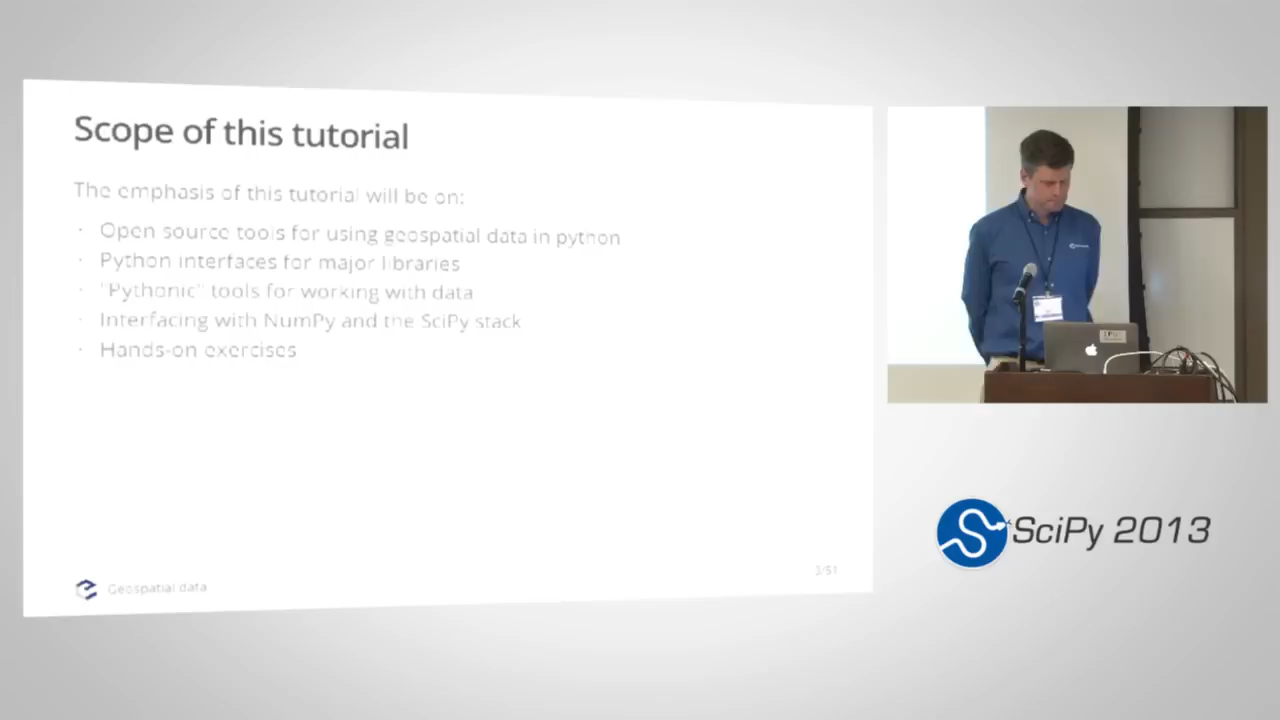 Scope of this tutorial
The emphasis of this tutorial will be on:
· Open source tools for using geospatial data in python
· Python interfaces for major libraries
· "Pythonic" tools for working with data
· Interfacing with NumPy and the SciPy stack
· Hands-on exercises
Geospatial data
3/51
SciPy 2013